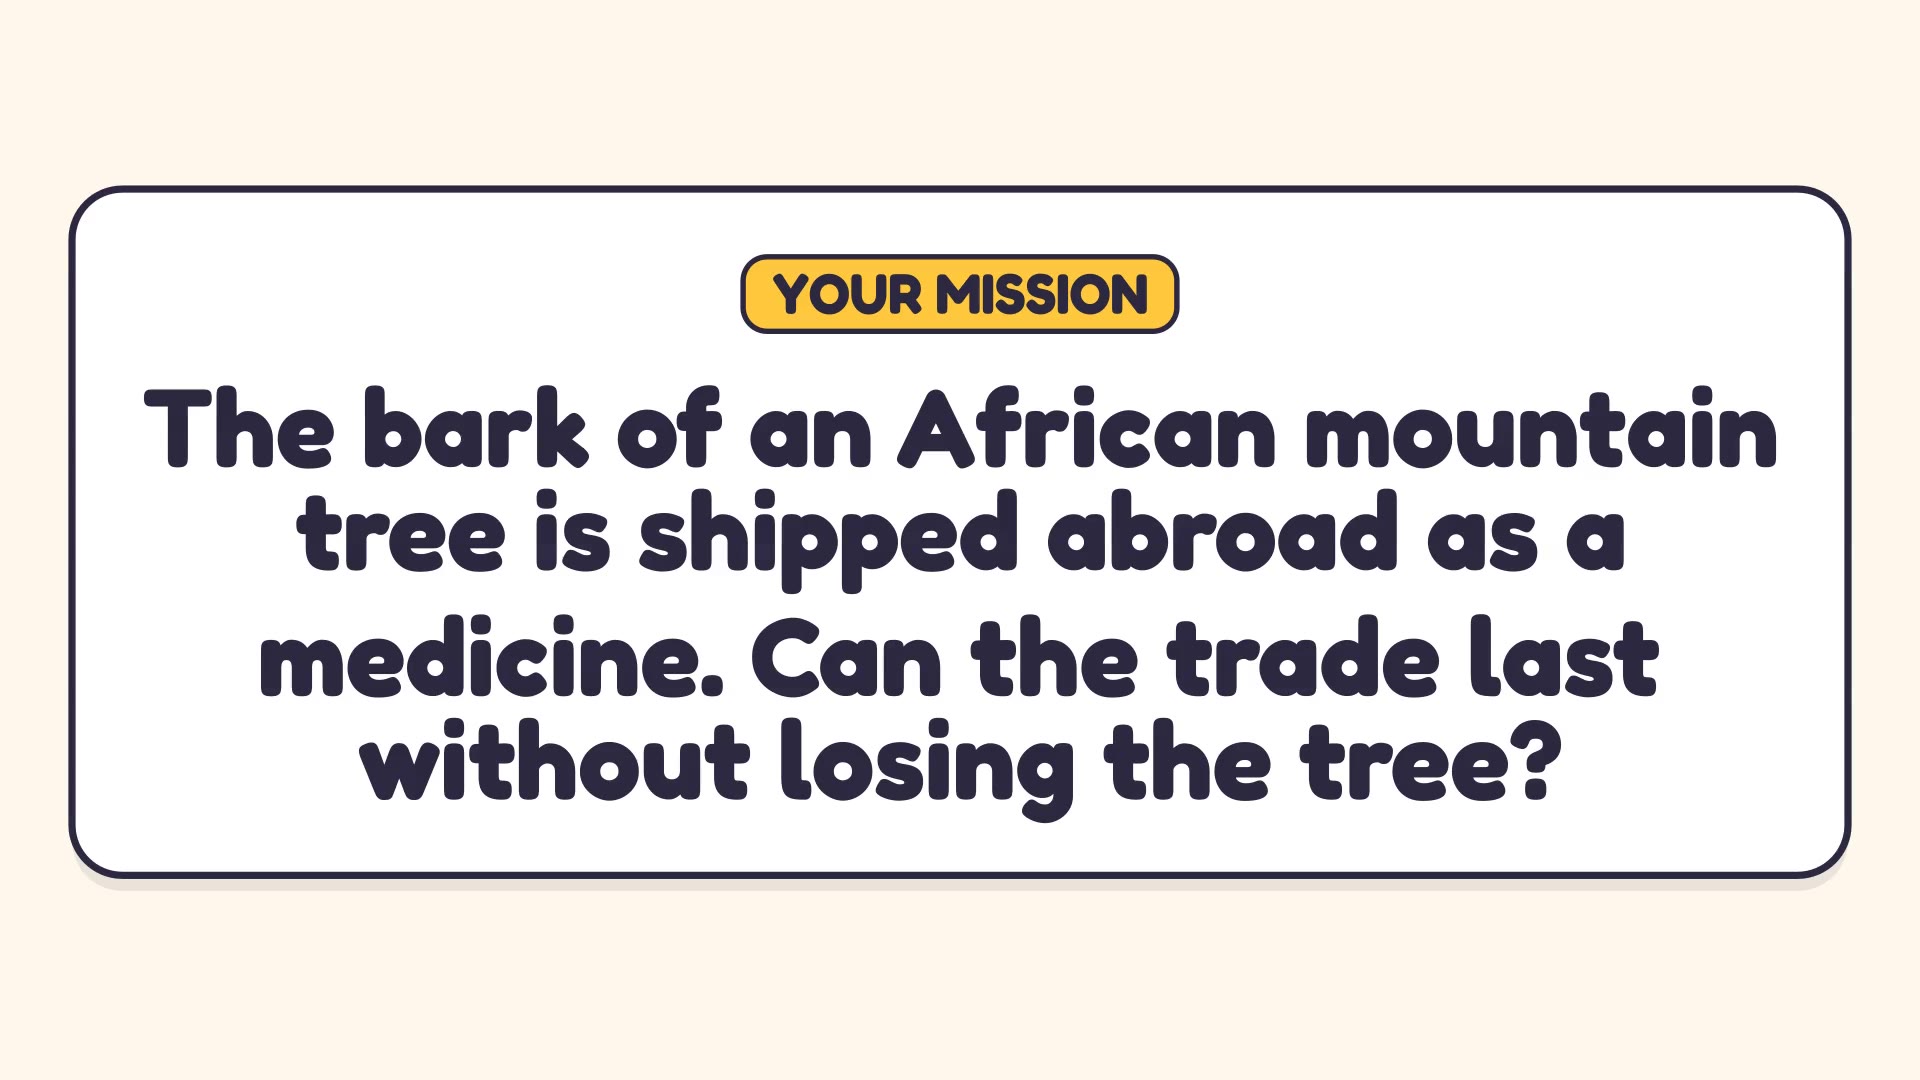 YOUR MISSION
The bark of an African mountain
tree is shipped abroad as a
medicine. Can the trade last
without losing the tree?